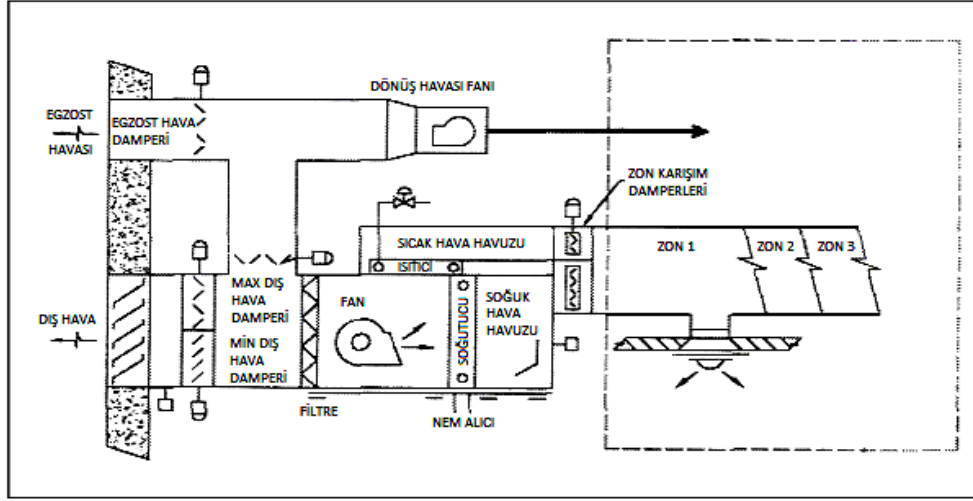 DÖNÜŞ HAVASI FANI
EGZOST
HAVASI
EGZOST HAVA
DAMPERİ
ZON KARIŞIM
DAMPERLERİ
SICAK HAVA HAVUZU
ZON 1
ZON 2
ZON 3
ISITICI
DIŞ HAVA
MAX DIŞ
HAVA
DAMPERİ
MİN DIŞ
HAVA
DAMPERİ
FAN
SOĞUTUCU
SOĞUK
HAVA
HAVUZU
FİLTRE
NEM ALICI